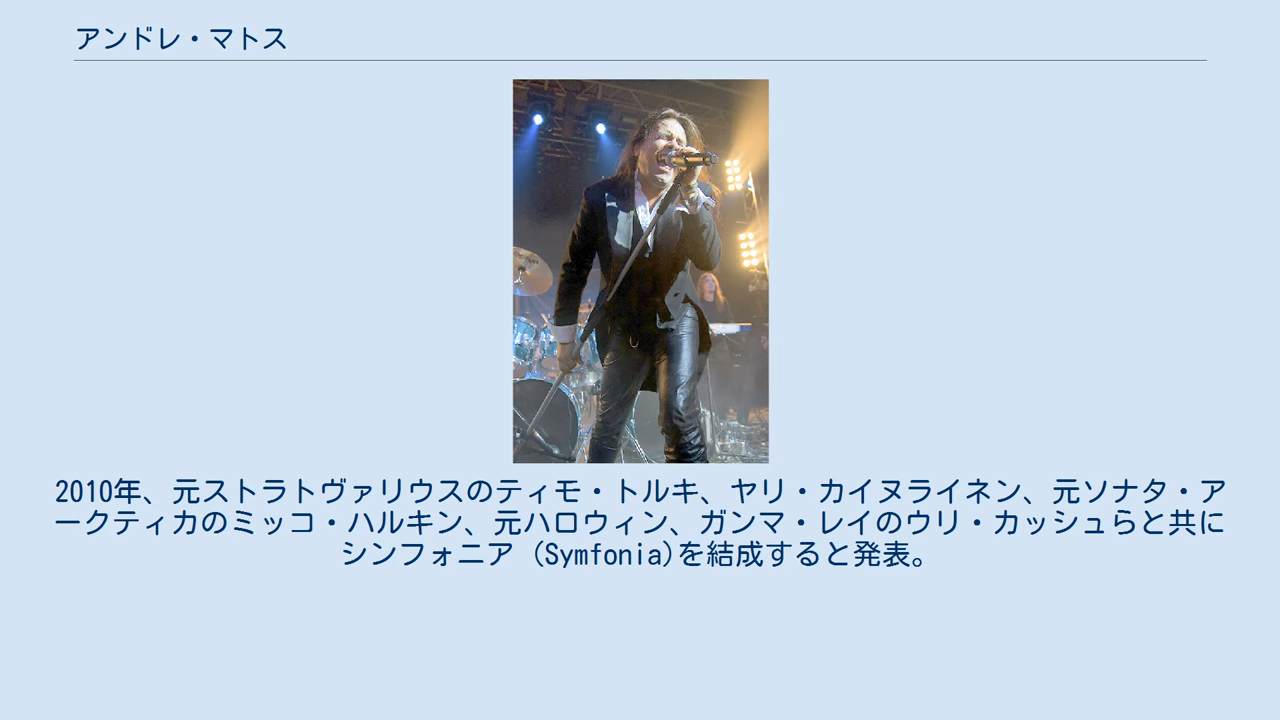 アンドレ・マトス
2010年、元ストラトヴァリウスのティモ・トルキ、ヤリ・カイヌライネン、元ソナタ・ア
ークティカのミッコ・ハルキン、元ハロウィン、ガンマ・レイのウリ・カッシュらと共に
シンフォニア (Symfonia)を結成すると発表。